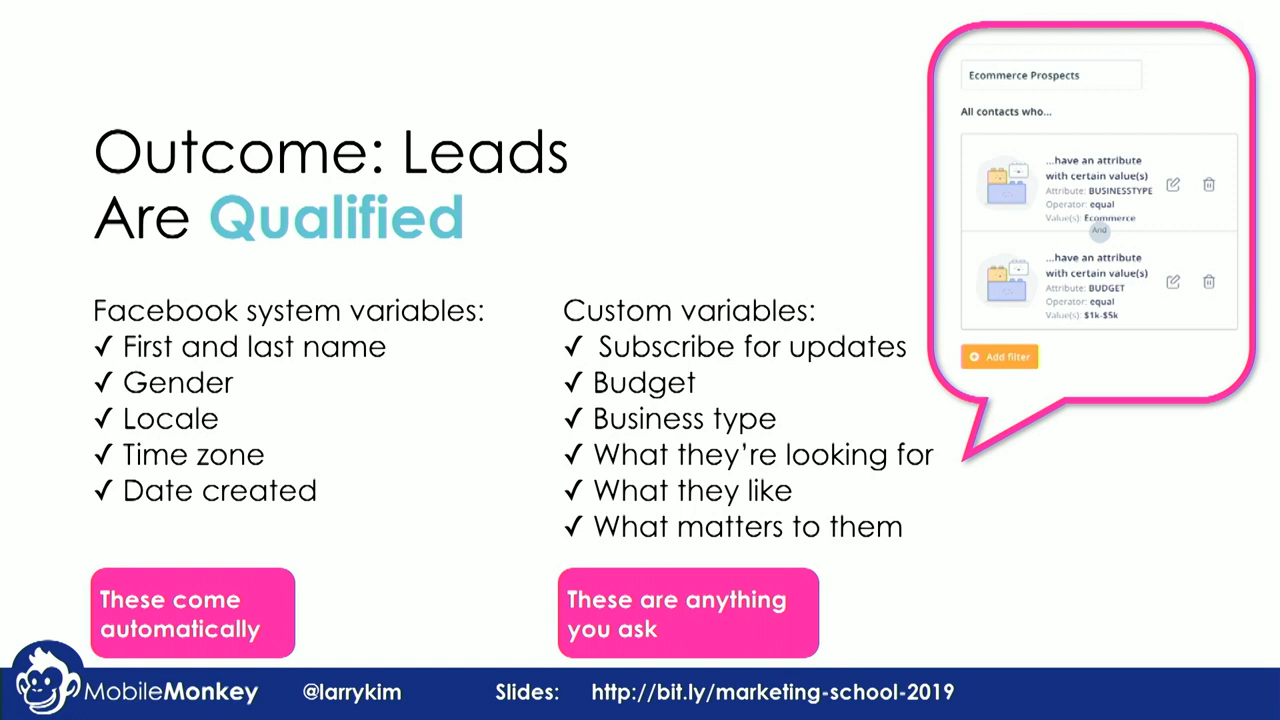 Outcome: Leads
Are Qualified
Facebook system variables:
✓ First and last name
✓ Gender
✓ Locale
✓ Time zone
✓ Date created
These come
automatically
Custom variables:
✓ Subscribe for updates
✓ Budget
✓ Business type
✓ What they’re looking for
✓ What they like
✓ What matters to them
These are anything
you ask
Ecommerce Prospects
All contacts who...
...have an attribute
with certain value(s)
Attribute: BUSINESSTYPE
Operator: equal
Value(s): Ecommerce
And
...have an attribute
with certain value(s)
Attribute: BUDGET
Operator: equal
Value(s): $1k-$5k
Add filter
MobileMonkey @larrykim Slides: http://bit.ly/marketing-school-2019